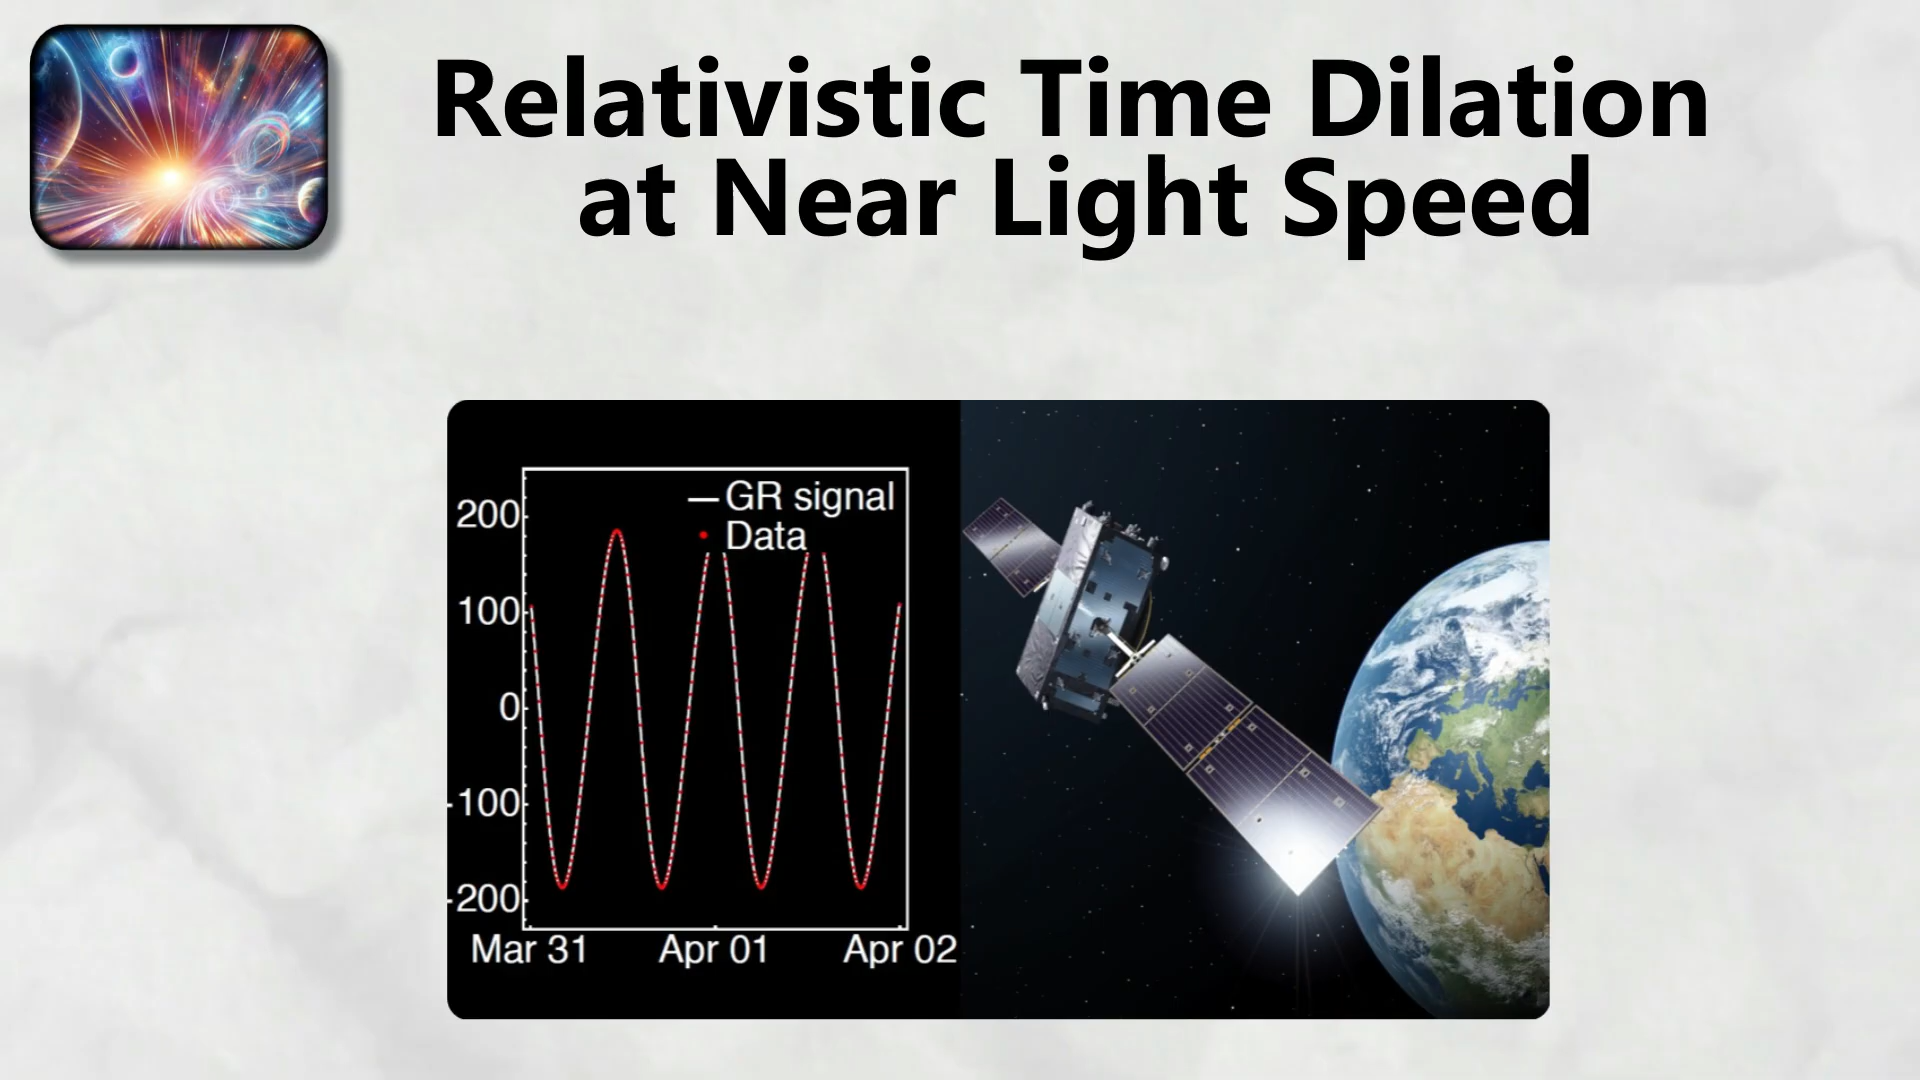 Relativistic Time Dilation
at Near Light Speed
GR signal
Data
200
100
0
-100
-200
Mar 31 Apr 01 Apr 02